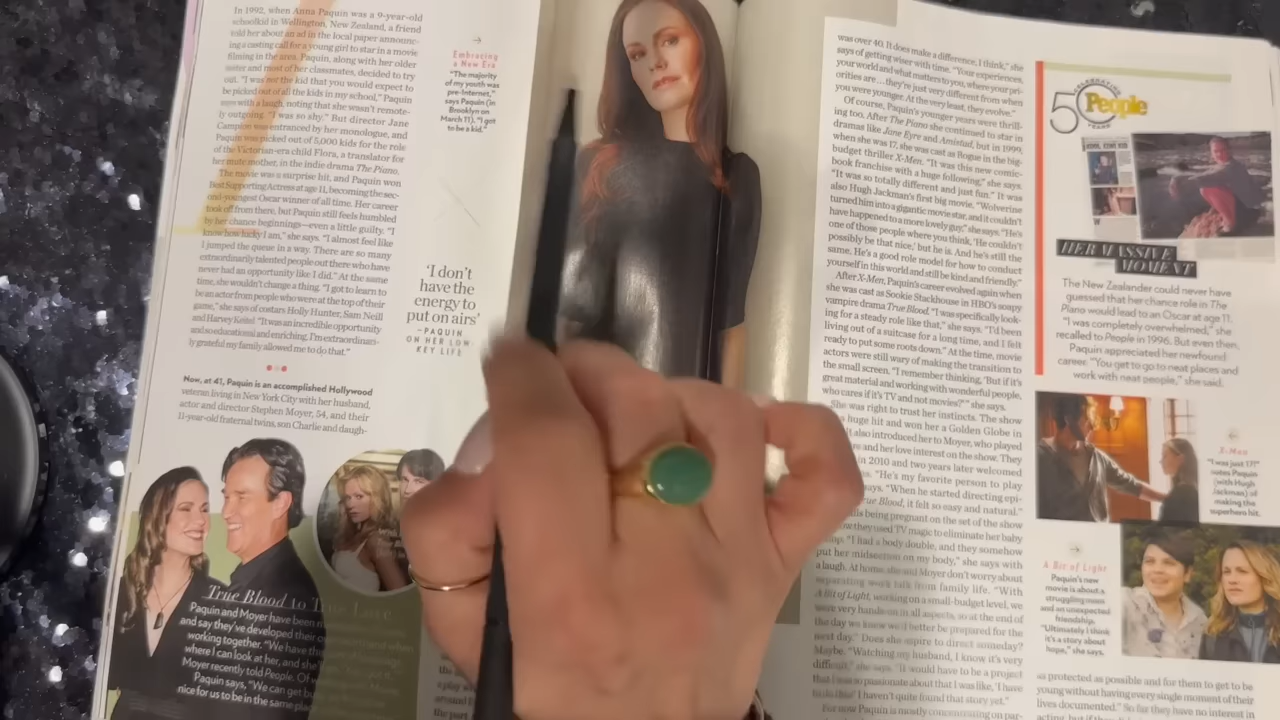 In 1992, when Anna Paquin was a 9-year-old
schoolkid in Wellington, New Zealand, a friend
told her about an ad in the local paper announc-
ing a casting call for a young girl to star in a movie
filming in the area. Paquin, along with her older
sister and most of her classmates, decided to try
out. "I was not the kid that you would expect to
be picked out of all the kids in my school," Paquin
says with a laugh, noting that she wasn't remote-
ly outgoing. "I was so shy." But director Jane
Campion was entranced by her monologue, and
Paquin was picked out of 5,000 kids for the role
of the Victorian-era child Flora, a translator for
her mute mother, in the indie drama The Piano.
The movie was a surprise hit, and Paquin won
Best Supporting Actress at age 11, becoming the sec-
ond-youngest Oscar winner of all time. Her career
took off from there, but Paquin still feels humbled
by her chance beginnings—even a little guilty. "I
know how lucky I am," she says. "I almost feel like
I jumped the queue in a way. There are so many
extraordinarily talented people out there who have
never had an opportunity like I did." At the same
time, she wouldn't change a thing. "I got to learn to
be an actor from people who were at the top of their
game," she says of costars Holly Hunter, Sam Neill
and Harvey Keitel. "It was an incredible opportunity
and so educational and enriching. I'm extraordinari-
ly grateful my family allowed me to do that."
Now, at 41, Paquin is an accomplished Hollywood
veteran living in New York City with her husband,
actor and director Stephen Moyer, 54, and their
11-year-old fraternal twins, son Charlie and daugh-
True Blood to T
Paquin and Moyer have been
and say they've developed their
working together. "We have the
where I can look at her, and she'll
Moyer recently told People. Of
Paquin says, "We can get
nice for us to be in the same
Embracing
a New Era
"The majority
of my youth was
pre-Internet,"
says Paquin (in
Brooklyn on
March 11). "I got
to be a kid."
'I don't
have the
energy to
put on airs'
—PAQUIN
ON HER LOW-
KEY LIFE
was over 40. It does make a difference, I think," she
says of getting wiser with time. "Your experiences,
your world and what matters to you, where your pri-
orities are ... they're just very different from when
you were younger. At the very least, they evolve."
Of course, Paquin's younger years were thrill-
ing too. After The Piano she continued to star in
dramas like Jane Eyre and Amistad, but in 1999,
when she was 17, she was cast as Rogue in the big-
budget thriller X-Men. "It was this new comic-
book franchise with a huge following," she says.
"It was so totally different and just fun." It was
also Hugh Jackman's first big movie. "Wolverine
turned him into a gigantic movie star, and it couldn't
have happened to a more lovely guy," she says. "He's
one of those people where you think, 'He couldn't
possibly be that nice,' but he is. And he's still the
same. He's a good role model for how to conduct
yourself in this world and still be kind and friendly."
After X-Men, Paquin's career evolved again when
she was cast as Sookie Stackhouse in HBO's soapy
vampire drama True Blood. "I was specifically look-
ing for a steady role like that," she says. "I'd been
living out of a suitcase for a long time, and I felt
ready to put some roots down." At the time, movie
actors were still wary of making the transition to
the small screen. "I remember thinking, 'But if it's
great material and working with wonderful people,
who cares if it's TV and not movies?'" she says.
She was right to trust her instincts. The show
huge hit and won her a Golden Globe in
It also introduced her to Moyer, who played
and her love interest on the show. They
in 2010 and two years later welcomed
"He's my favorite person to play
says. "When he started directing epi-
True Blood, it felt so easy and natural."
being pregnant on the set of the show
how they used TV magic to eliminate her baby
"I had a body double, and they somehow
put her midsection on my body," she says with
a laugh. At home, she and Moyer don't worry about
separating work talk from family life. "With
A Bit of Light, working on a small-budget level, we
were very hands-on in all aspects, so at the end of
the day we knew we'd better be prepared for the
next day." Does she aspire to direct someday?
Maybe. "Watching my husband, I know it's very
difficult," she says. "It would have to be a project
that I was so passionate about that I was like, 'I have
to do this.' I haven't quite found that story yet."
For now Paquin is mostly concentrating on par-
CELEBRATING
50
People
YEARS
HER MASSIVE
MOMENT
The New Zealander could never have
guessed that her chance role in The
Piano would lead to an Oscar at age 11.
"I was completely overwhelmed," she
recalled to People in 1996. But even then,
Paquin appreciated her newfound
career. "You get to go to neat places and
work with neat people," she said.
X-Men
"I was just 17!"
notes Paquin
(with Hugh
Jackman) of
making the
superhero hit.
A Bit of Light
Paquin's new
movie is about a
struggling mom
and an unexpected
friendship.
"Ultimately I think
it's a story about
hope," she says.
as protected as possible and for them to get to be
young without having every single moment of their
lives documented." So far they have no interest in